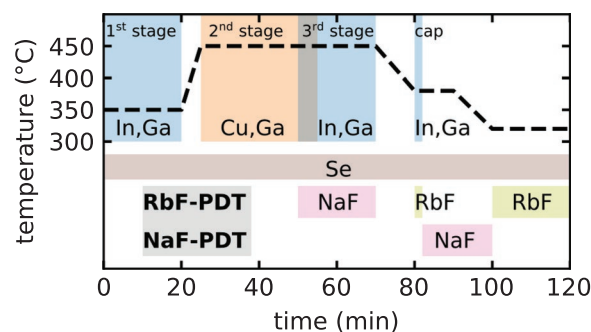 1st stage 2nd stage 3rd stage cap
450
400
350
300
In,Ga Cu,Ga In,Ga In,Ga
Se
RbF-PDT NaF RbF RbF
NaF-PDT NaF
0 20 40 60 80 100 120
time (min)
temperature (°C)